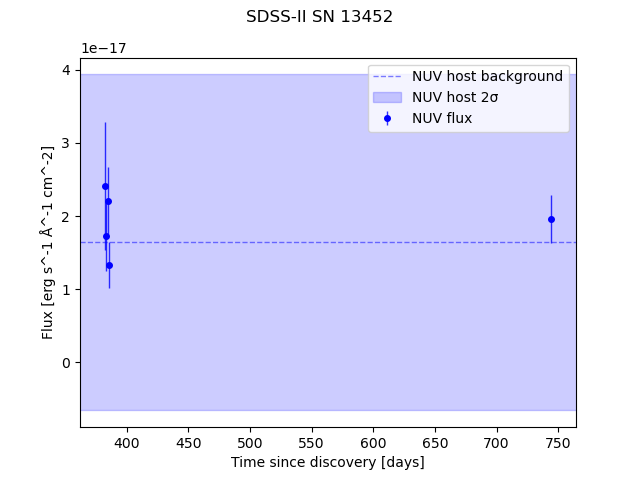 SDSS-II SN 13452
1e−17
NUV host background
NUV host 2σ
NUV flux
4
3
2
1
0
Flux [erg s^-1 Å^-1 cm^-2]
400 450 500 550 600 650 700 750
Time since discovery [days]